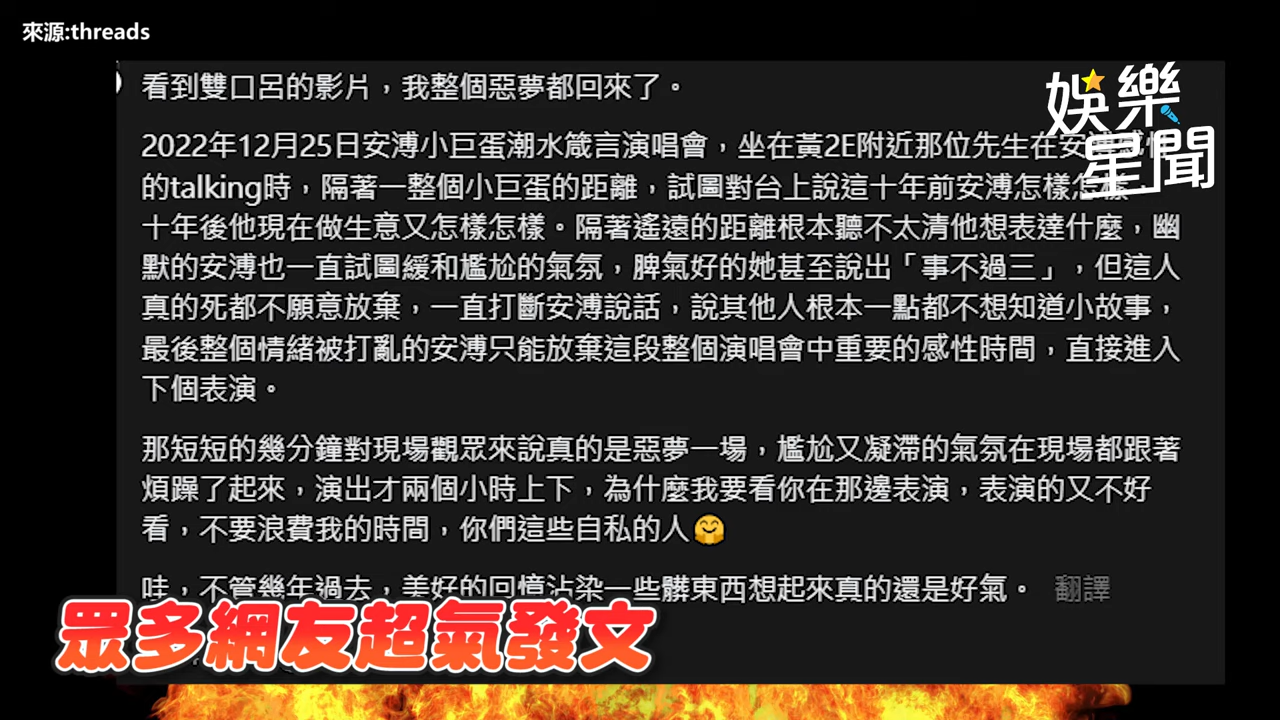 來源:threads
娛樂
星聞
看到雙口呂的影片，我整個惡夢都回來了。
2022年12月25日安溥小巨蛋潮水箴言演唱會，坐在黃2E附近那位先生在安溥感性
的talking時，隔著一整個小巨蛋的距離，試圖對台上說這十年前安溥怎樣怎樣
十年後他現在做生意又怎樣怎樣。隔著遙遠的距離根本聽不太清他想表達什麼，幽
默的安溥也一直試圖緩和尷尬的氣氛，脾氣好的她甚至說出「事不過三」，但這人
真的死都不願意放棄，一直打斷安溥說話，說其他人根本一點都不想知道小故事，
最後整個情緒被打亂的安溥只能放棄這段整個演唱會中重要的感性時間，直接進入
下個表演。
那短短的幾分鐘對現場觀眾來說真的是惡夢一場，尷尬又凝滯的氣氛在現場都跟著
煩躁了起來，演出才兩個小時上下，為什麼我要看你在那邊表演，表演的又不好
看，不要浪費我的時間，你們這些自私的人🤗
哇，不管幾年過去，美好的回憶沾染一些髒東西想起來真的還是好氣。 翻譯
眾多網友超氣發文